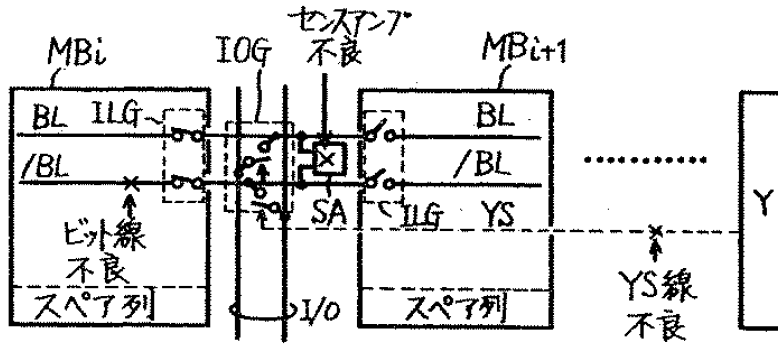 MBi
IOG
センスアンプ
不良
MBi+1
BL
ILG
BL
/BL
/BL
SA
ILG
YS
Y
ビット線
不良
YS線
不良
スペア列
I/O
スペア列